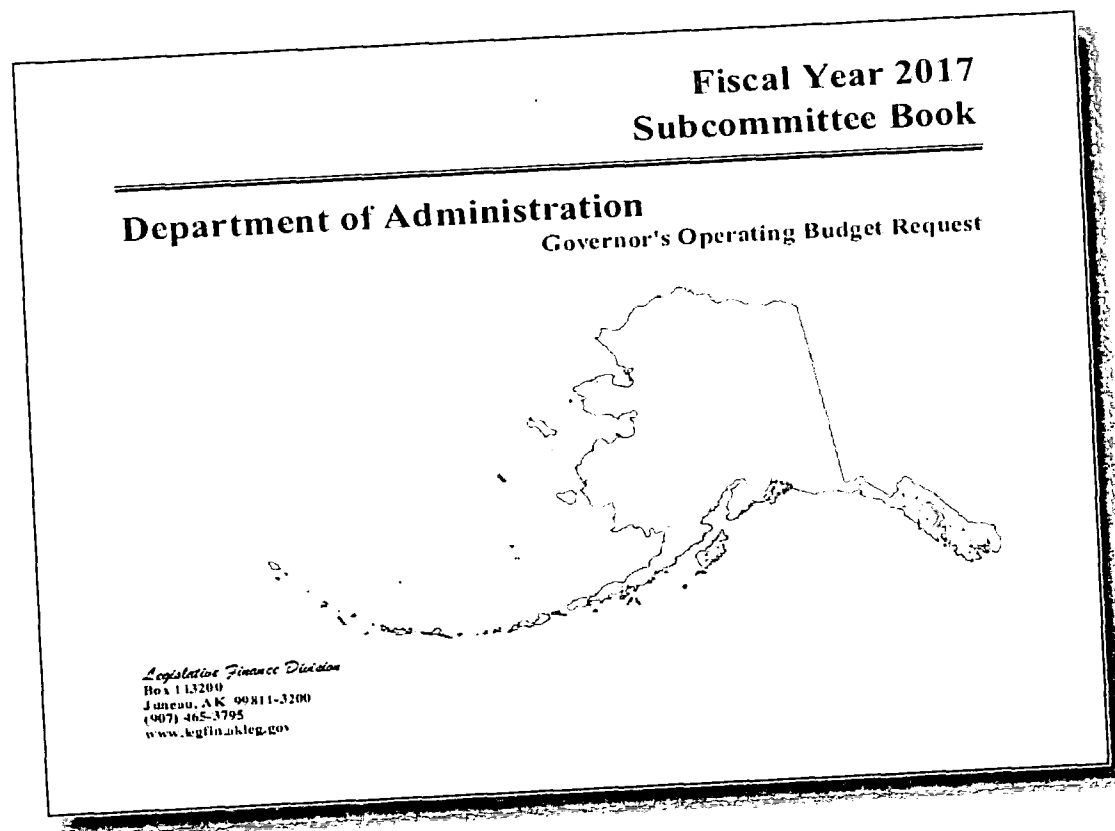 Fiscal Year 2017
Subcommittee Book
Department of Administration
Governor's Operating Budget Request
Legislative Finance Division
Box 113200
Juneau, AK 99811-3200
(907) 465-3795
www.legfin.akleg.gov